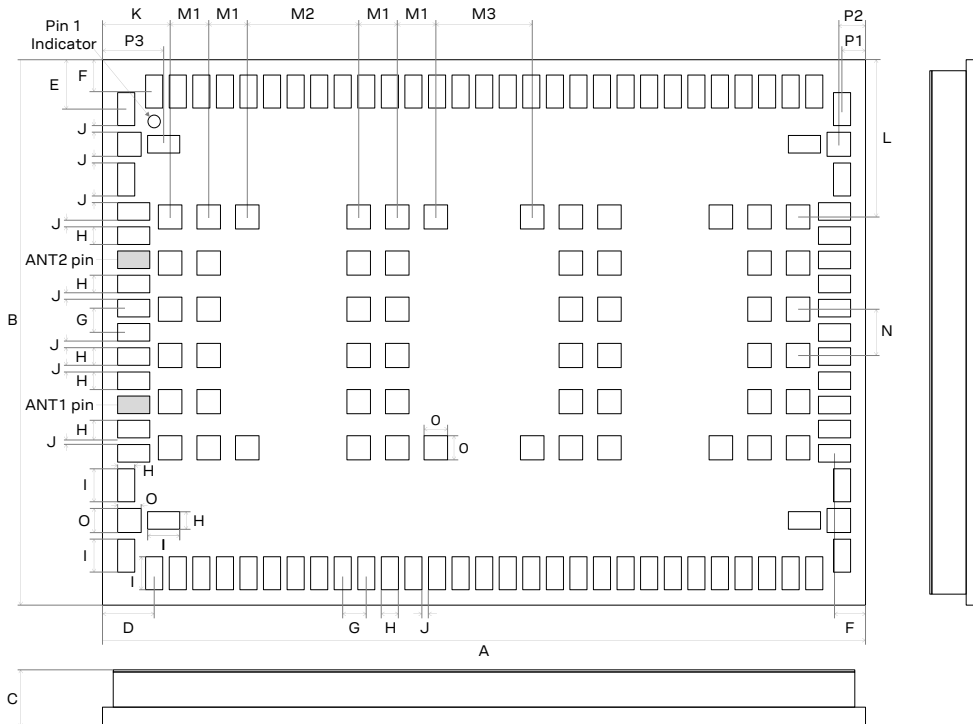 K M1 M1 M2 M1 M1 M3 P2
Pin 1
Indicator
P3 P1
F
E
J
L
J
J
J
H
ANT2 pin
H
J
G
B N
J
H
J
H
ANT1 pin
O
H
J O
H
I
O
O H
I
I
I
D G H J F
A
C